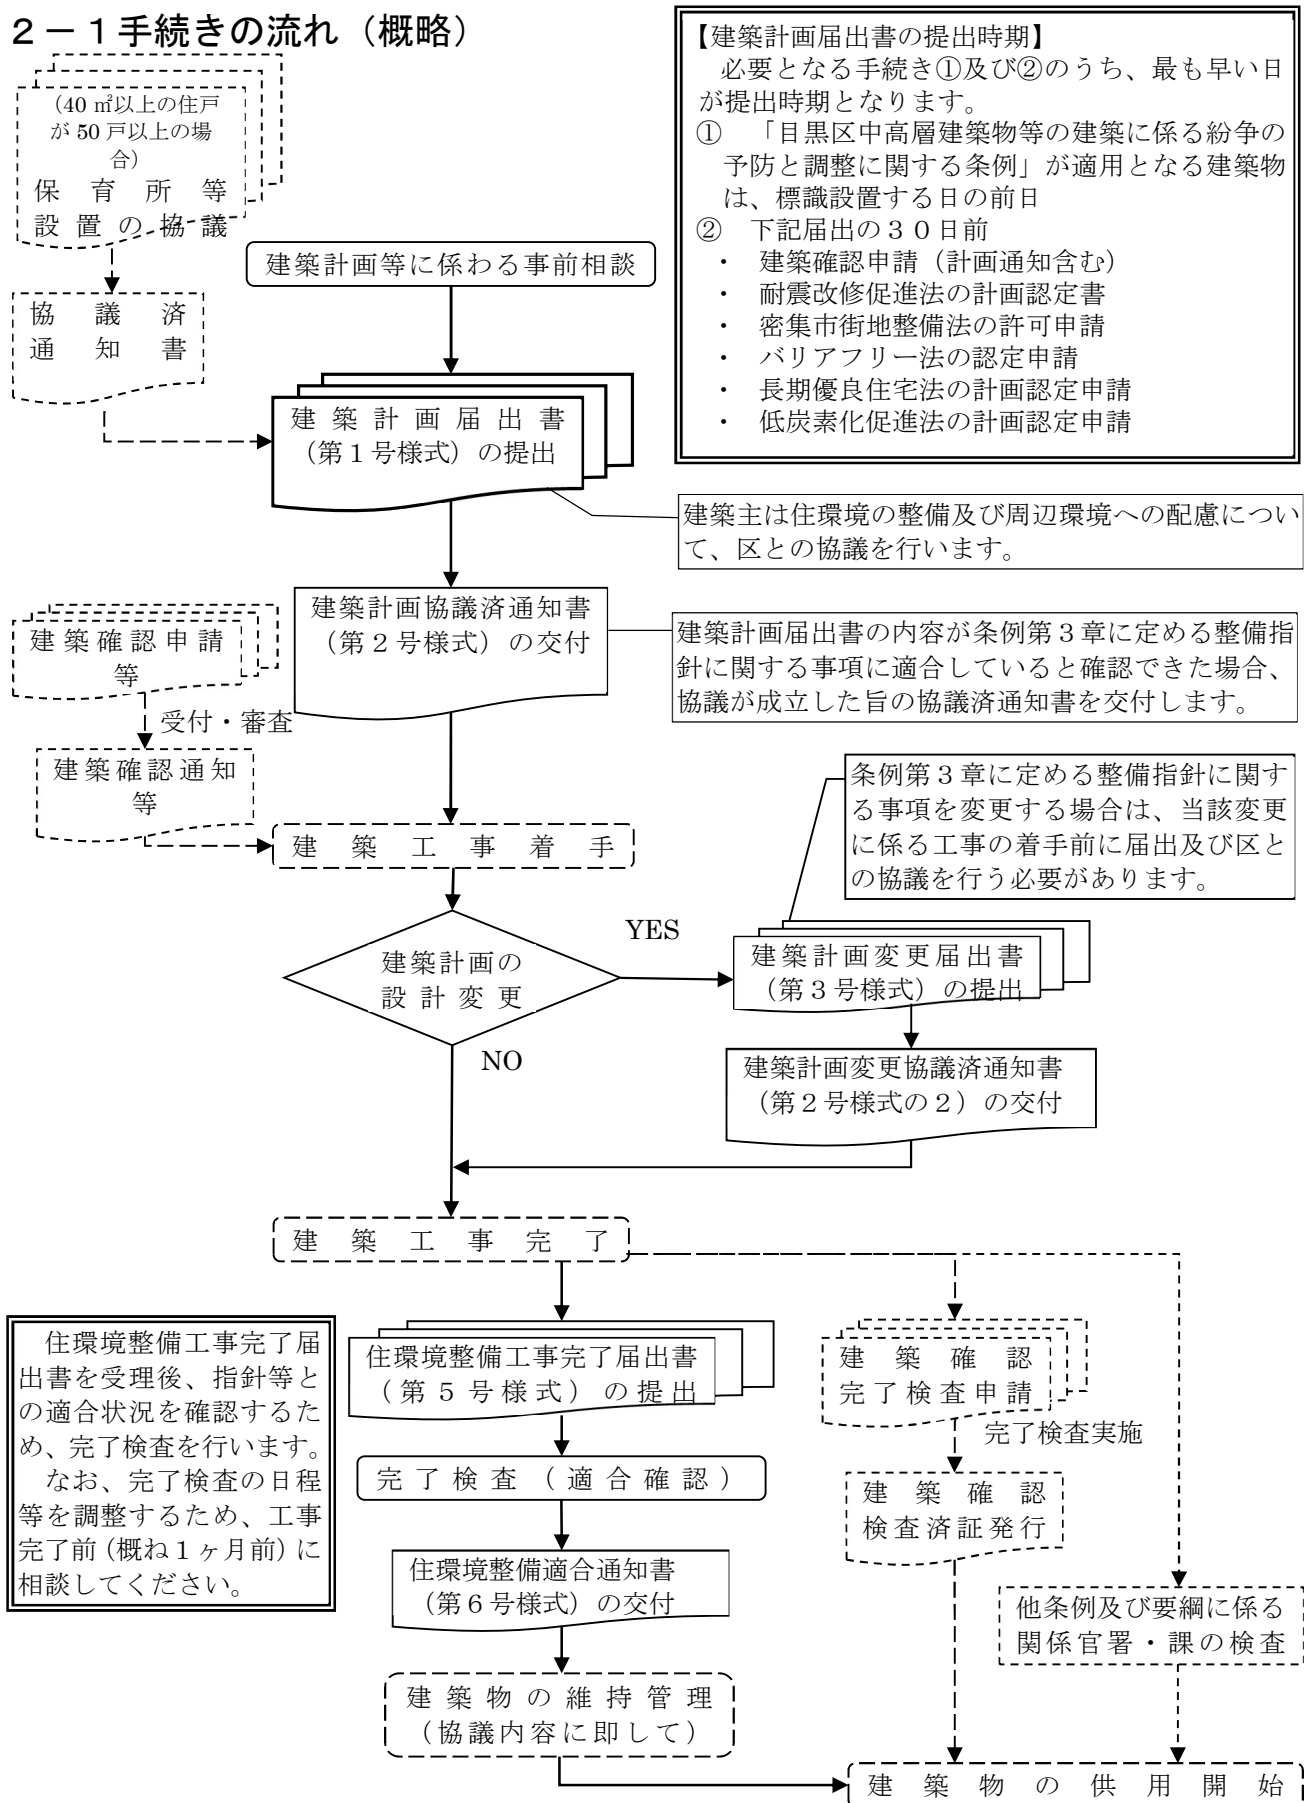 ２－１手続きの流れ（概略）
（40 ㎡以上の住戸
が 50 戸以上の場
合）
保育所等
設置の協議
協議済
通知書
【建築計画届出書の提出時期】
必要となる手続き①及び②のうち、最も早い日
が提出時期となります。
① 「目黒区中高層建築物等の建築に係る紛争の
予防と調整に関する条例」が適用となる建築物
は、標識設置する日の前日
② 下記届出の３０日前
・ 建築確認申請（計画通知含む）
・ 耐震改修促進法の計画認定書
・ 密集市街地整備法の許可申請
・ バリアフリー法の認定申請
・ 長期優良住宅法の計画認定申請
・ 低炭素化促進法の計画認定申請
建築計画等に係わる事前相談
建築計画届出書
（第１号様式）の提出
建築主は住環境の整備及び周辺環境への配慮につい
て、区との協議を行います。
建築計画協議済通知書
（第２号様式）の交付
建築計画届出書の内容が条例第３章に定める整備指
針に関する事項に適合していると確認できた場合、
協議が成立した旨の協議済通知書を交付します。
建築確認申請
等
受付・審査
建築確認通知
等
建築工事着手
条例第３章に定める整備指針に関す
る事項を変更する場合は、当該変更
に係る工事の着手前に届出及び区と
の協議を行う必要があります。
建築計画の
設計変更
YES
建築計画変更届出書
（第３号様式）の提出
NO
建築計画変更協議済通知書
（第２号様式の２）の交付
建築工事完了
住環境整備工事完了届
出書を受理後、指針等と
の適合状況を確認するた
め、完了検査を行います。
なお、完了検査の日程
等を調整するため、工事
完了前（概ね１ヶ月前）に
相談してください。
住環境整備工事完了届出書
（第５号様式）の提出
完了検査（適合確認）
住環境整備適合通知書
（第６号様式）の交付
建築物の維持管理
（協議内容に即して）
建築確認
完了検査申請
完了検査実施
建築確認
検査済証発行
他条例及び要綱に係る
関係官署・課の検査
建築物の供用開始